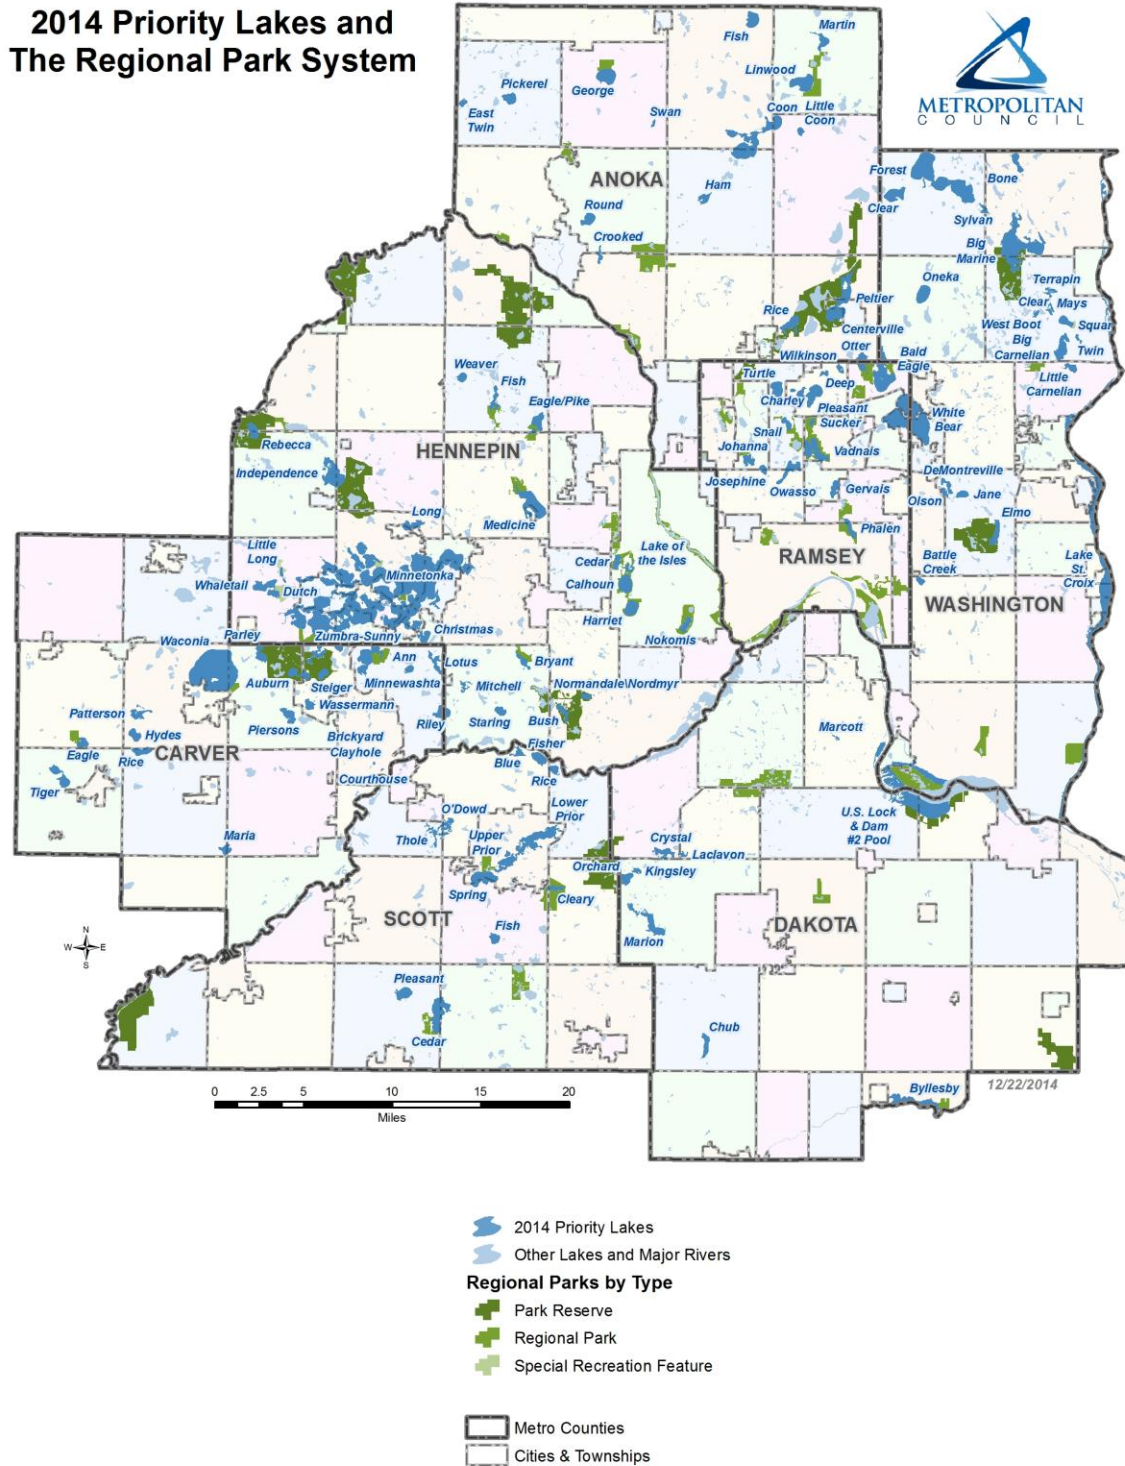 2014 Priority Lakes and
The Regional Park System
METROPOLITAN
COUNCIL
Fish
Martin
Linwood
Pickerel
George
East
Twin
Swan
Coon
Little
Coon
ANOKA
Ham
Round
Crooked
Forest
Bone
Clear
Sylvan
Big
Marine
Oneka
Terrapin
Clear
Mays
Rice
Peltier
Centerville
West Boot
Squar
Big
Carnelian
Twin
Otter
Wilkinson
Bald
Eagle
Little
Carnelian
Weaver
Fish
Eagle/Pike
Turtle
Deep
Charley
Pleasant
Sucker
White
Bear
Snail
Johanna
Vadnais
Rebecca
HENNEPIN
Independence
Josephine
Owasso
Gervais
DeMontreville
Olson
Jane
Elmo
Long
Medicine
Phalen
Little
Long
Lake of
the Isles
Cedar
RAMSEY
Battle
Creek
Lake
St.
Croix
Whaletail
Dutch
Minnetonka
Calhoun
WASHINGTON
Harriet
Waconia
Parley
Zumbra-Sunny
Christmas
Nokomis
Ann
Lotus
Bryant
Auburn
Steiger
Minnewashta
Mitchell
Normandale\Nordmyr
Wassermann
Patterson
Piersons
Riley
Staring
Bush
Marcott
Hydes
Brickyard
Clayhole
Fisher
Eagle
Rice
CARVER
Blue
Courthouse
Rice
Tiger
O'Dowd
Lower
Prior
U.S. Lock
& Dam
#2 Pool
Maria
Thole
Upper
Prior
Crystal
Laclavon
Orchard
Kingsley
Spring
Cleary
SCOTT
DAKOTA
Fish
Marion
N
W E
S
Pleasant
Cedar
Chub
Byllesby
12/22/2014
0 2.5 5 10 15 20
Miles
2014 Priority Lakes
Other Lakes and Major Rivers
Regional Parks by Type
Park Reserve
Regional Park
Special Recreation Feature
Metro Counties
Cities & Townships